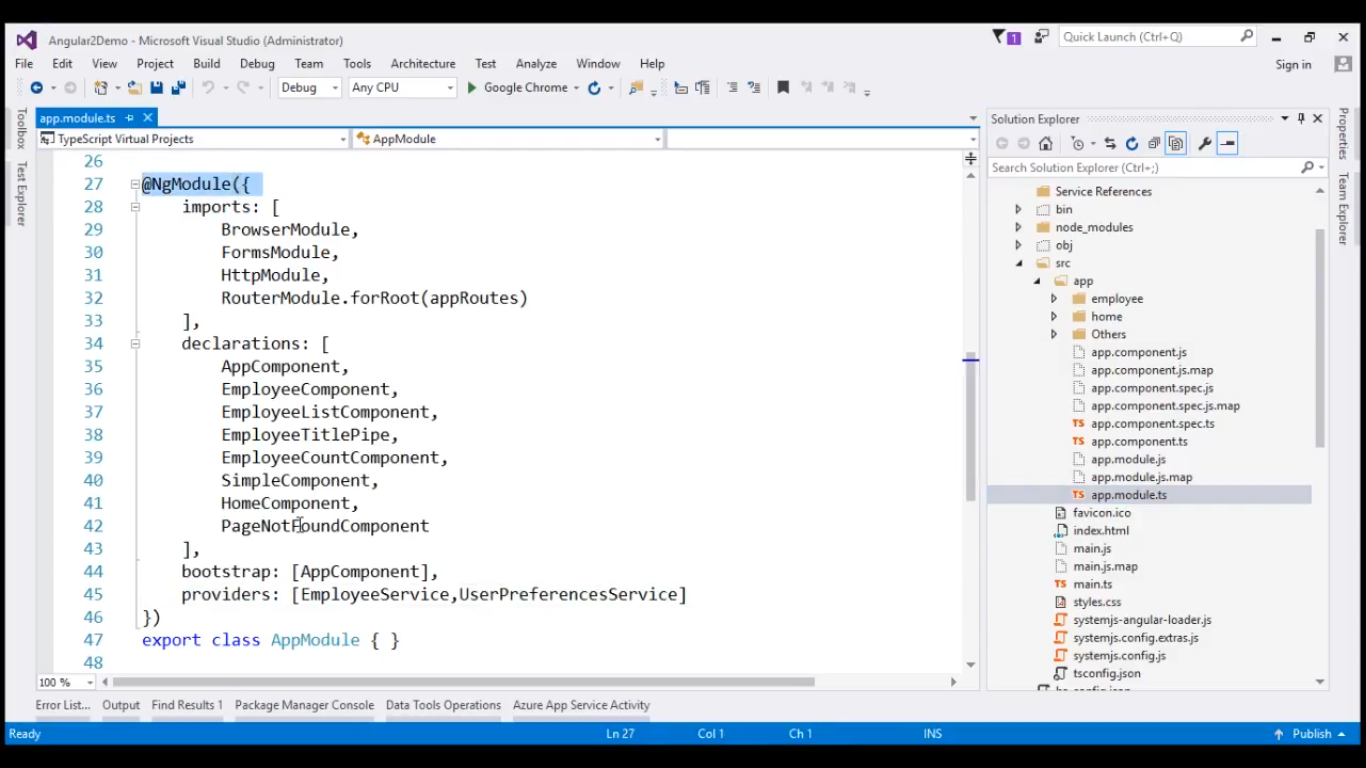 Angular2Demo - Microsoft Visual Studio (Administrator)
1
Quick Launch (Ctrl+Q)
File Edit View Project Build Debug Team Tools Architecture Test Analyze Window Help
Sign in
Debug Any CPU Google Chrome
Toolbox
Test Explorer
app.module.ts
TypeScript Virtual Projects AppModule
26
27 @NgModule({
28 imports: [
29 BrowserModule,
30 FormsModule,
31 HttpModule,
32 RouterModule.forRoot(appRoutes)
33 ],
34 declarations: [
35 AppComponent,
36 EmployeeComponent,
37 EmployeeListComponent,
38 EmployeeTitlePipe,
39 EmployeeCountComponent,
40 SimpleComponent,
41 HomeComponent,
42 PageNotFoundComponent
43 ],
44 bootstrap: [AppComponent],
45 providers: [EmployeeService,UserPreferencesService]
46 })
47 export class AppModule { }
48
100 %
Solution Explorer
Search Solution Explorer (Ctrl+;)
Service References
bin
node_modules
obj
src
app
employee
home
Others
app.component.js
app.component.js.map
app.component.spec.js
app.component.spec.js.map
TS app.component.spec.ts
TS app.component.ts
app.module.js
app.module.js.map
TS app.module.ts
favicon.ico
index.html
main.js
main.js.map
TS main.ts
styles.css
systemjs-angular-loader.js
systemjs.config.extras.js
systemjs.config.js
tsconfig.json
Properties
Team Explorer
Error List... Output Find Results 1 Package Manager Console Data Tools Operations Azure App Service Activity
Ready Ln 27 Col 1 Ch 1 INS Publish